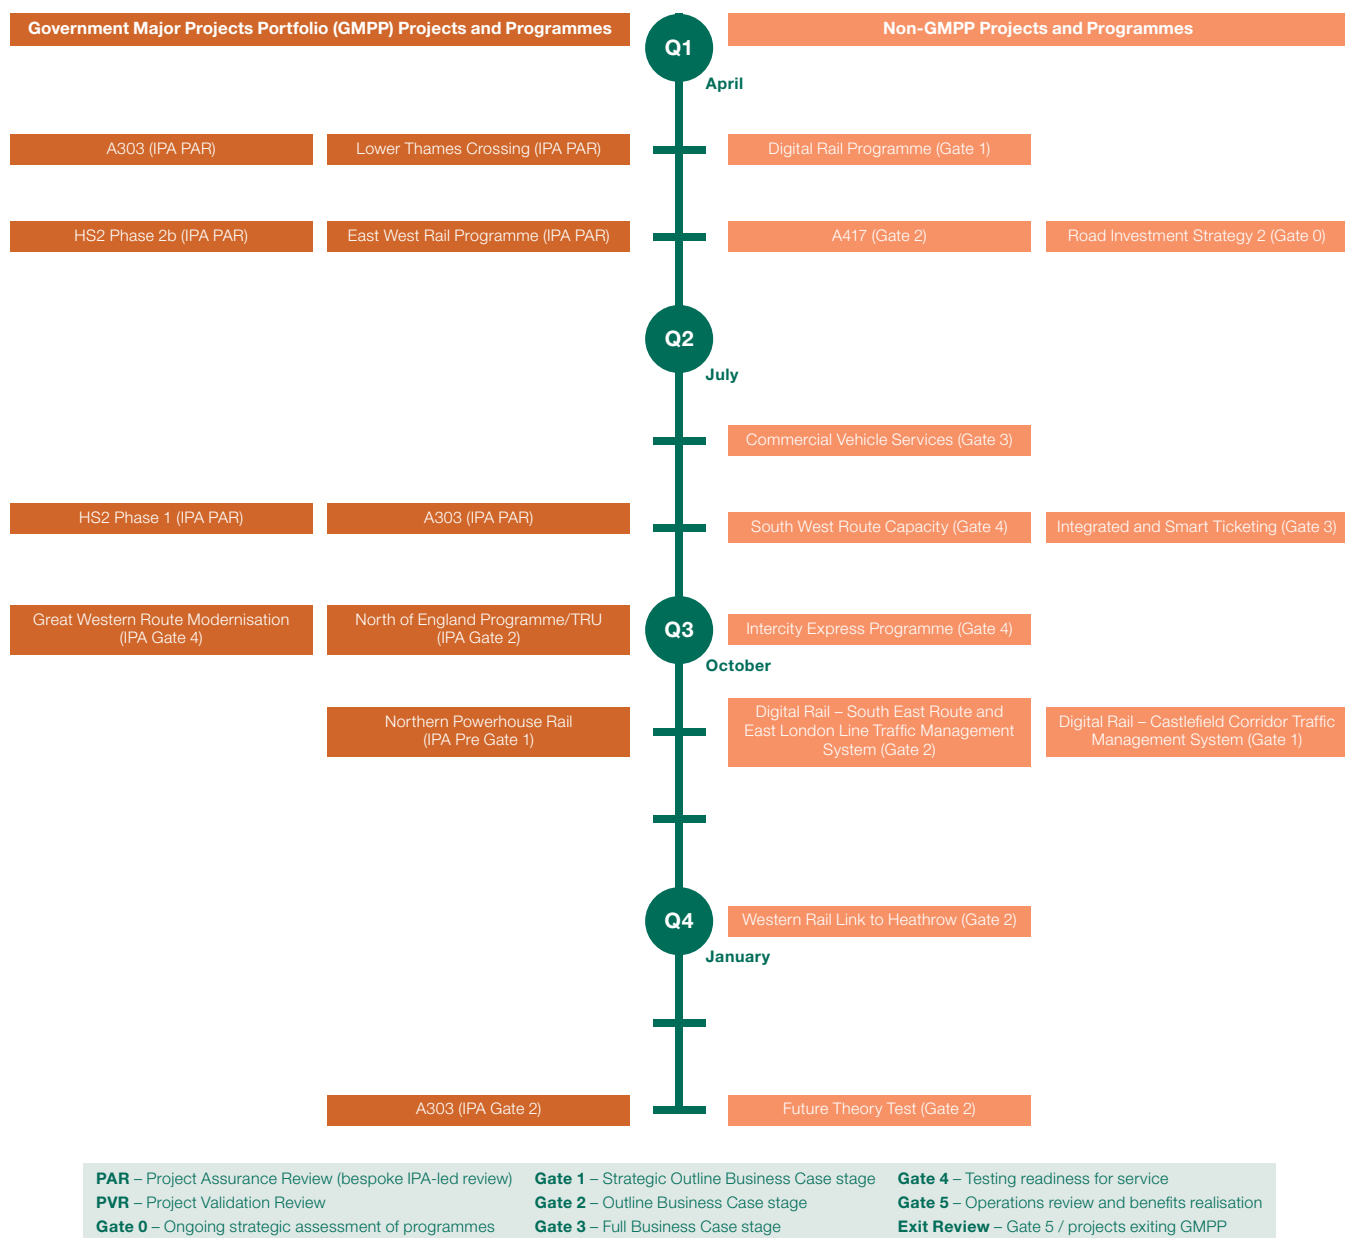 Government Major Projects Portfolio (GMPP) Projects and Programmes
Q1
Non-GMPP Projects and Programmes
April
A303 (IPA PAR)
Lower Thames Crossing (IPA PAR)
Digital Rail Programme (Gate 1)
HS2 Phase 2b (IPA PAR)
East West Rail Programme (IPA PAR)
A417 (Gate 2)
Road Investment Strategy 2 (Gate 0)
Q2
July
Commercial Vehicle Services (Gate 3)
HS2 Phase 1 (IPA PAR)
A303 (IPA PAR)
South West Route Capacity (Gate 4)
Integrated and Smart Ticketing (Gate 3)
Great Western Route Modernisation
(IPA Gate 4)
North of England Programme/TRU
(IPA Gate 2)
Q3
Intercity Express Programme (Gate 4)
October
Northern Powerhouse Rail
(IPA Pre Gate 1)
Digital Rail – South East Route and
East London Line Traffic Management
System (Gate 2)
Digital Rail – Castlefield Corridor Traffic
Management System (Gate 1)
Q4
Western Rail Link to Heathrow (Gate 2)
January
A303 (IPA Gate 2)
Future Theory Test (Gate 2)
PAR – Project Assurance Review (bespoke IPA-led review)
PVR – Project Validation Review
Gate 0 – Ongoing strategic assessment of programmes
Gate 1 – Strategic Outline Business Case stage
Gate 2 – Outline Business Case stage
Gate 3 – Full Business Case stage
Gate 4 – Testing readiness for service
Gate 5 – Operations review and benefits realisation
Exit Review – Gate 5 / projects exiting GMPP